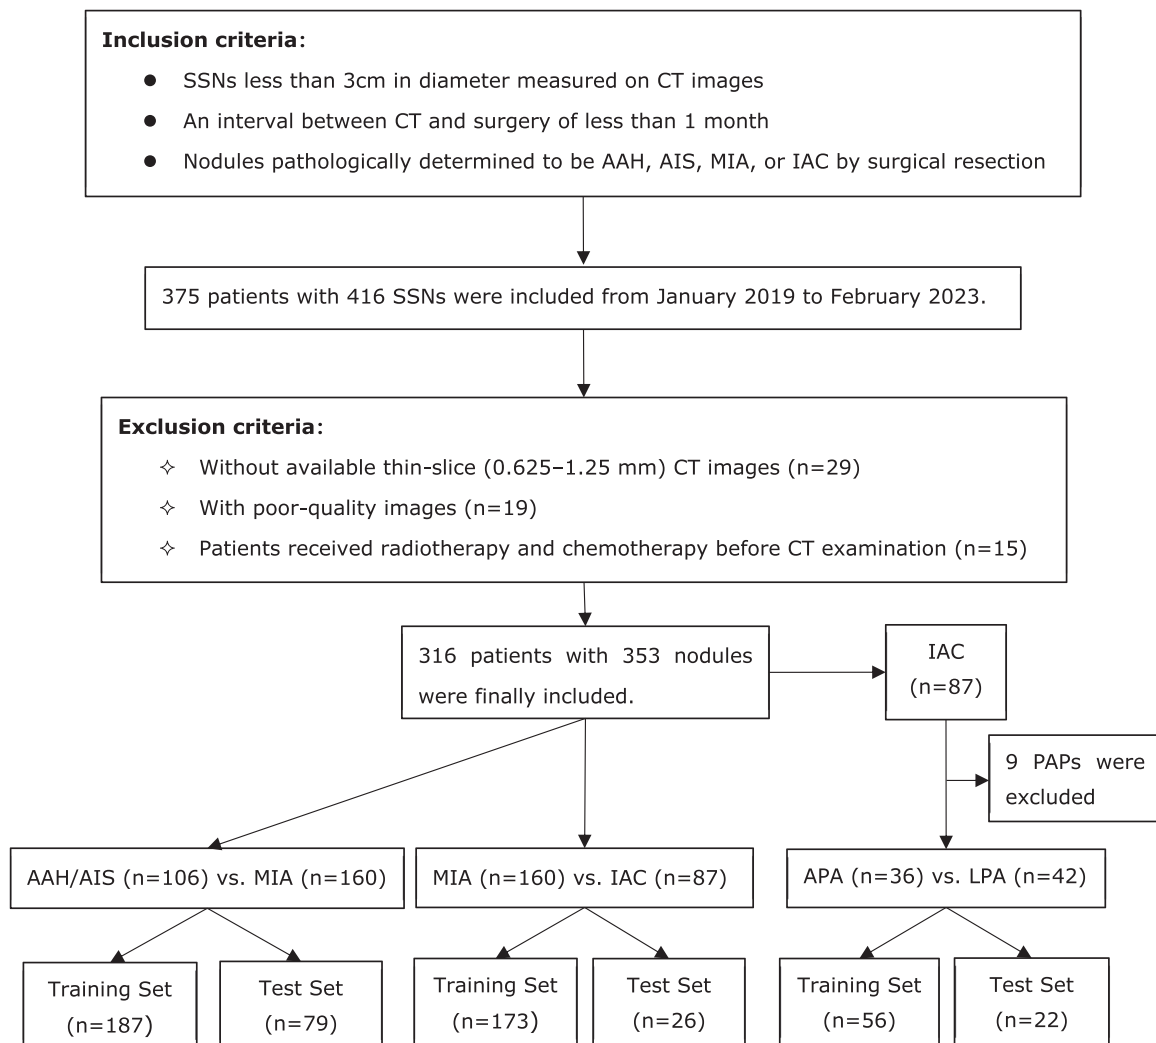 Inclusion criteria:
● SSNs less than 3cm in diameter measured on CT images
● An interval between CT and surgery of less than 1 month
● Nodules pathologically determined to be AAH, AIS, MIA, or IAC by surgical resection
375 patients with 416 SSNs were included from January 2019 to February 2023.
Exclusion criteria:
✧ Without available thin-slice (0.625–1.25 mm) CT images (n=29)
✧ With poor-quality images (n=19)
✧ Patients received radiotherapy and chemotherapy before CT examination (n=15)
316 patients with 353 nodules
were finally included.
IAC
(n=87)
9 PAPs were
excluded
AAH/AIS (n=106) vs. MIA (n=160)
MIA (n=160) vs. IAC (n=87)
APA (n=36) vs. LPA (n=42)
Training Set
(n=187)
Test Set
(n=79)
Training Set
(n=173)
Test Set
(n=26)
Training Set
(n=56)
Test Set
(n=22)